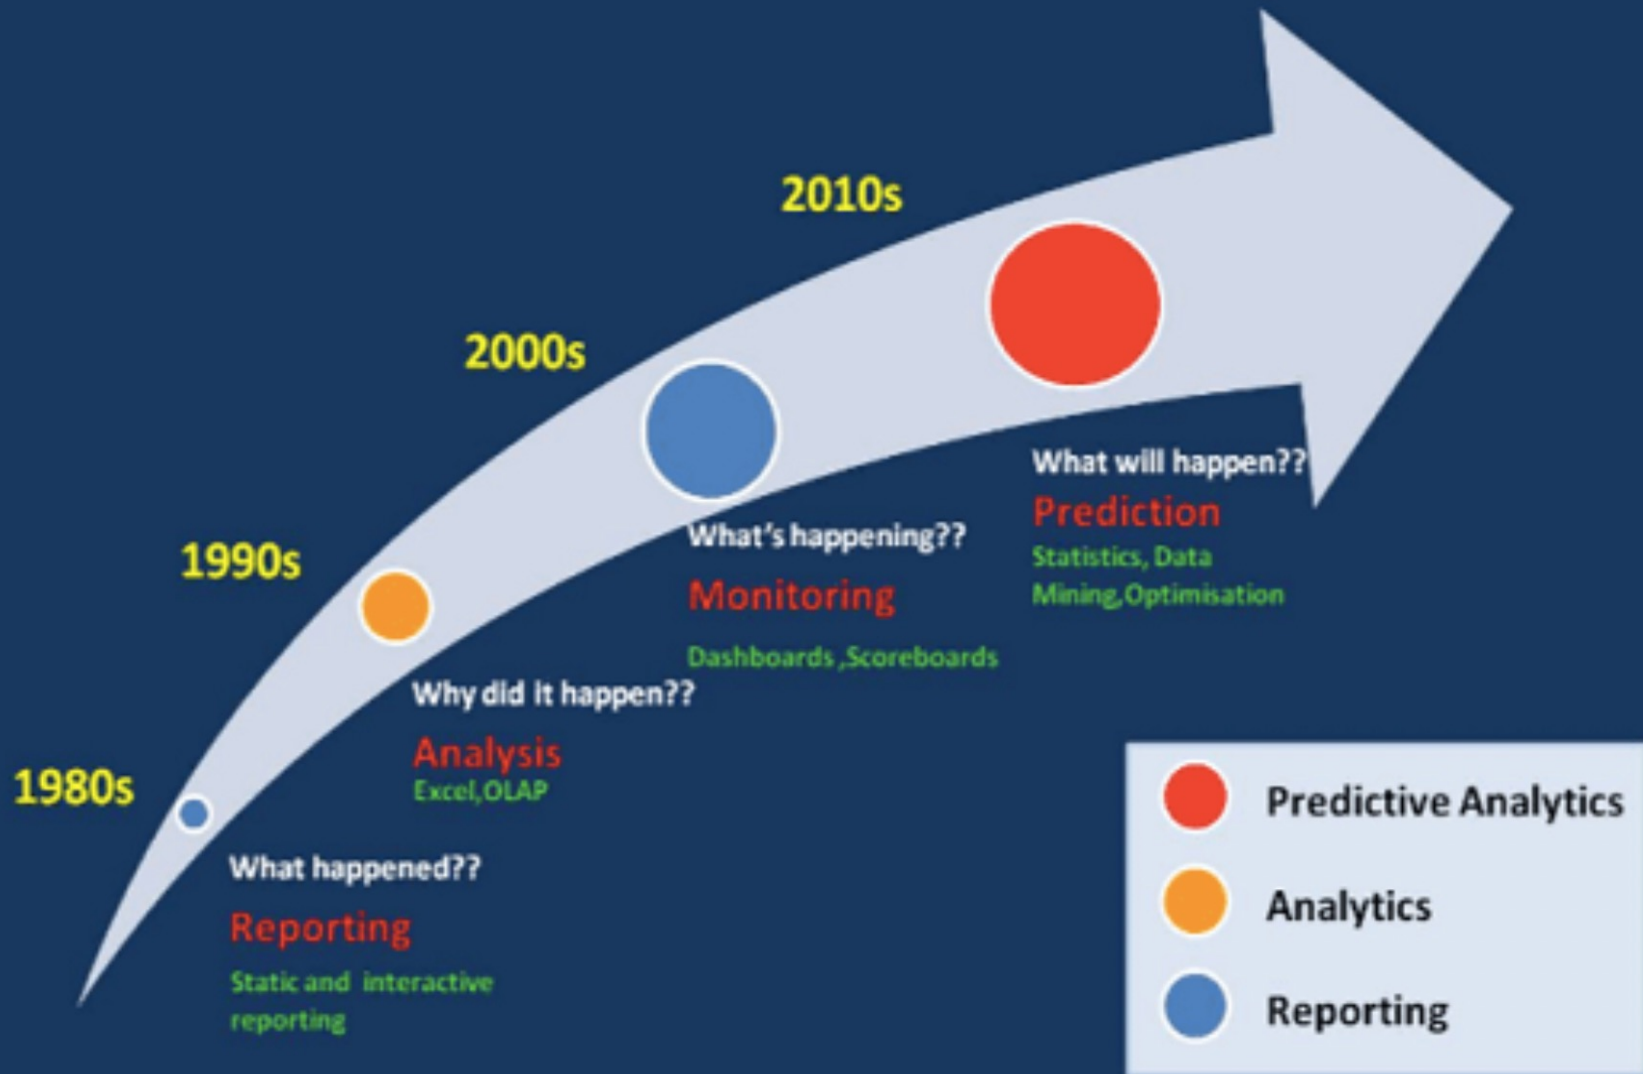 2010s
What will happen??
Prediction
Statistics, Data
Mining,Optimisation
2000s
What's happening??
Monitoring
Dashboards ,Scoreboards
1990s
Why did it happen??
Analysis
Excel,OLAP
1980s
What happened??
Reporting
Static and interactive
reporting
Predictive Analytics
Analytics
Reporting